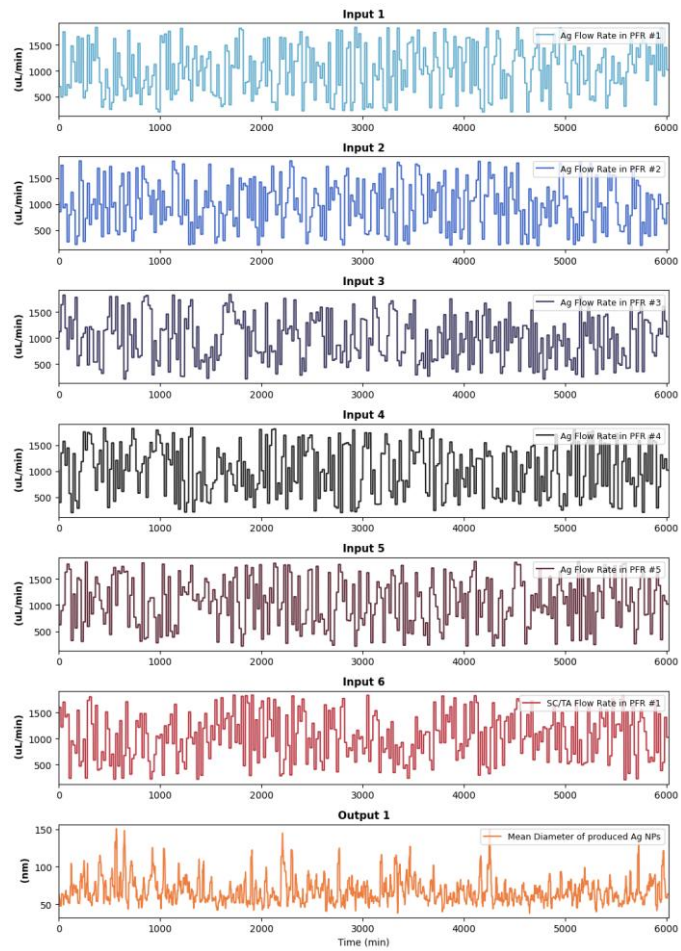 Input 1
Ag Flow Rate in PFR #1
(uL/min)
1500
1000
500
0 1000 2000 3000 4000 5000 6000
Input 2
Ag Flow Rate in PFR #2
(uL/min)
1500
1000
500
0 1000 2000 3000 4000 5000 6000
Input 3
Ag Flow Rate in PFR #3
(uL/min)
1500
1000
500
0 1000 2000 3000 4000 5000 6000
Input 4
Ag Flow Rate in PFR #4
(uL/min)
1500
1000
500
0 1000 2000 3000 4000 5000 6000
Input 5
Ag Flow Rate in PFR #5
(uL/min)
1500
1000
500
0 1000 2000 3000 4000 5000 6000
Input 6
SC/TA Flow Rate in PFR #1
(uL/min)
1500
1000
500
0 1000 2000 3000 4000 5000 6000
Output 1
Mean Diameter of produced Ag NPs
(nm)
150
100
50
0 1000 2000 3000 4000 5000 6000
Time (min)